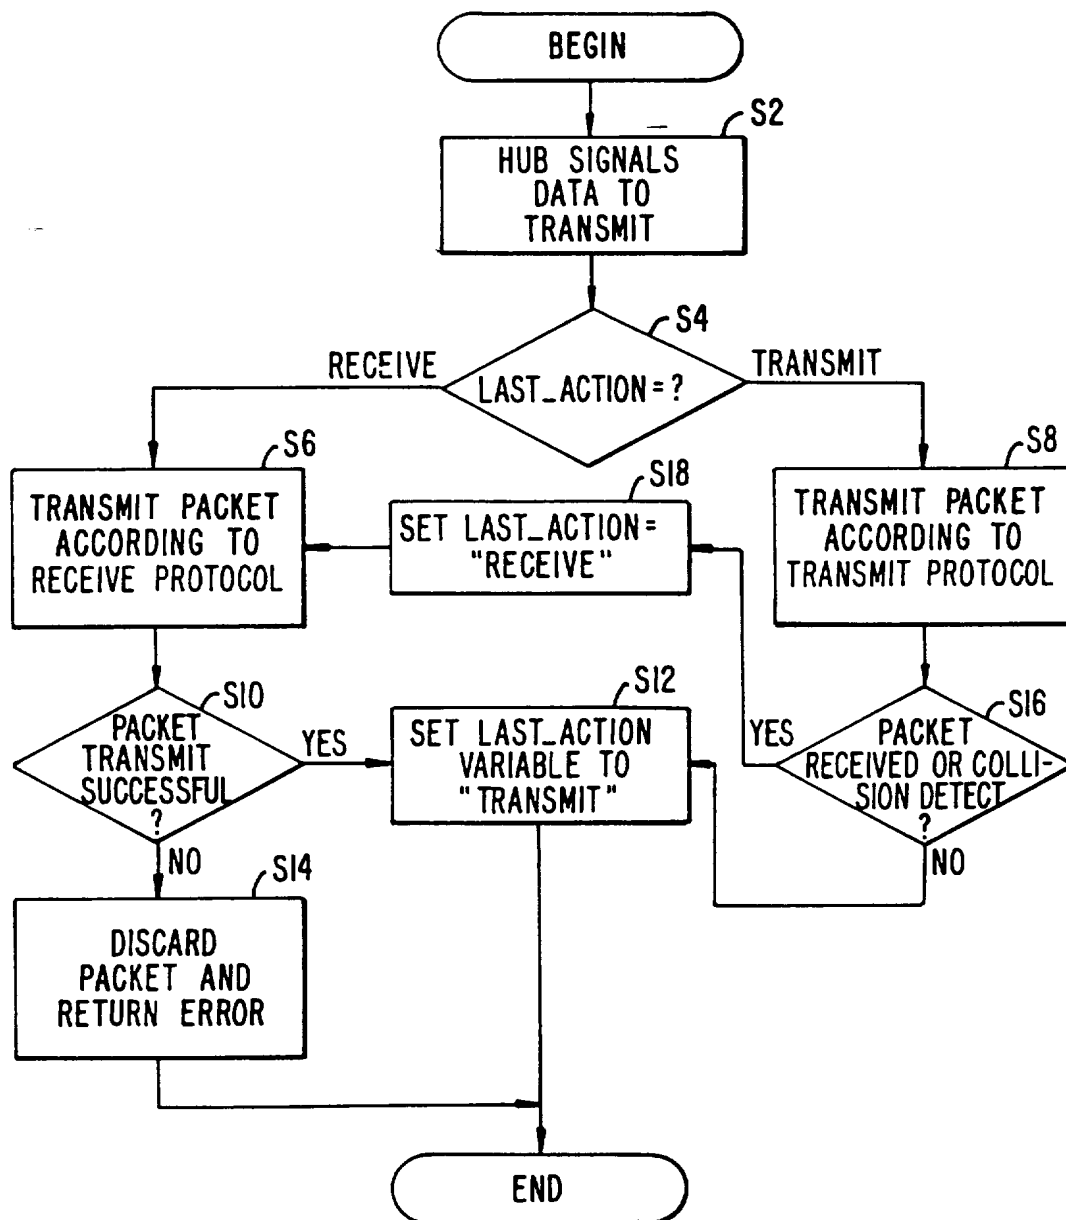 BEGIN
S2
HUB SIGNALS
DATA TO
TRANSMIT
S4
RECEIVE
TRANSMIT
LAST_ACTION = ?
S6
S18
S8
TRANSMIT PACKET
ACCORDING TO
RECEIVE PROTOCOL
SET LAST_ACTION =
"RECEIVE"
TRANSMIT PACKET
ACCORDING TO
TRANSMIT PROTOCOL
S10
PACKET
TRANSMIT
SUCCESSFUL
?
YES
NO
S12
SET LAST_ACTION
VARIABLE TO
"TRANSMIT"
S16
YES
PACKET
RECEIVED OR COLLI-
SION DETECT
?
NO
S14
DISCARD
PACKET AND
RETURN ERROR
END